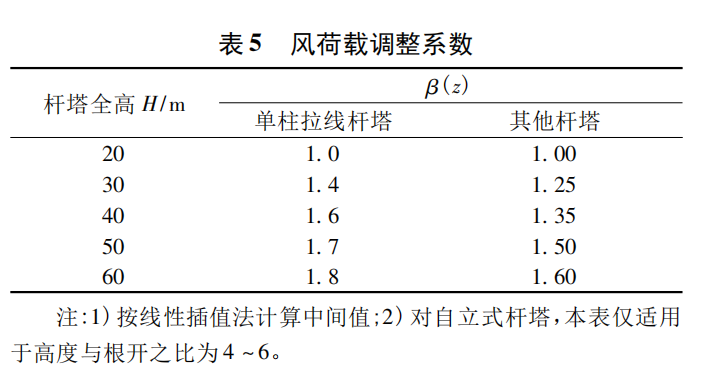 表5 风荷载调整系数
杆塔全高 H/m β(z)
单柱拉线杆塔 其他杆塔
20 1.0 1.00
30 1.4 1.25
40 1.6 1.35
50 1.7 1.50
60 1.8 1.60
注:1)按线性插值法计算中间值;2)对自立式杆塔,本表仅适用
于高度与根开之比为4~6。